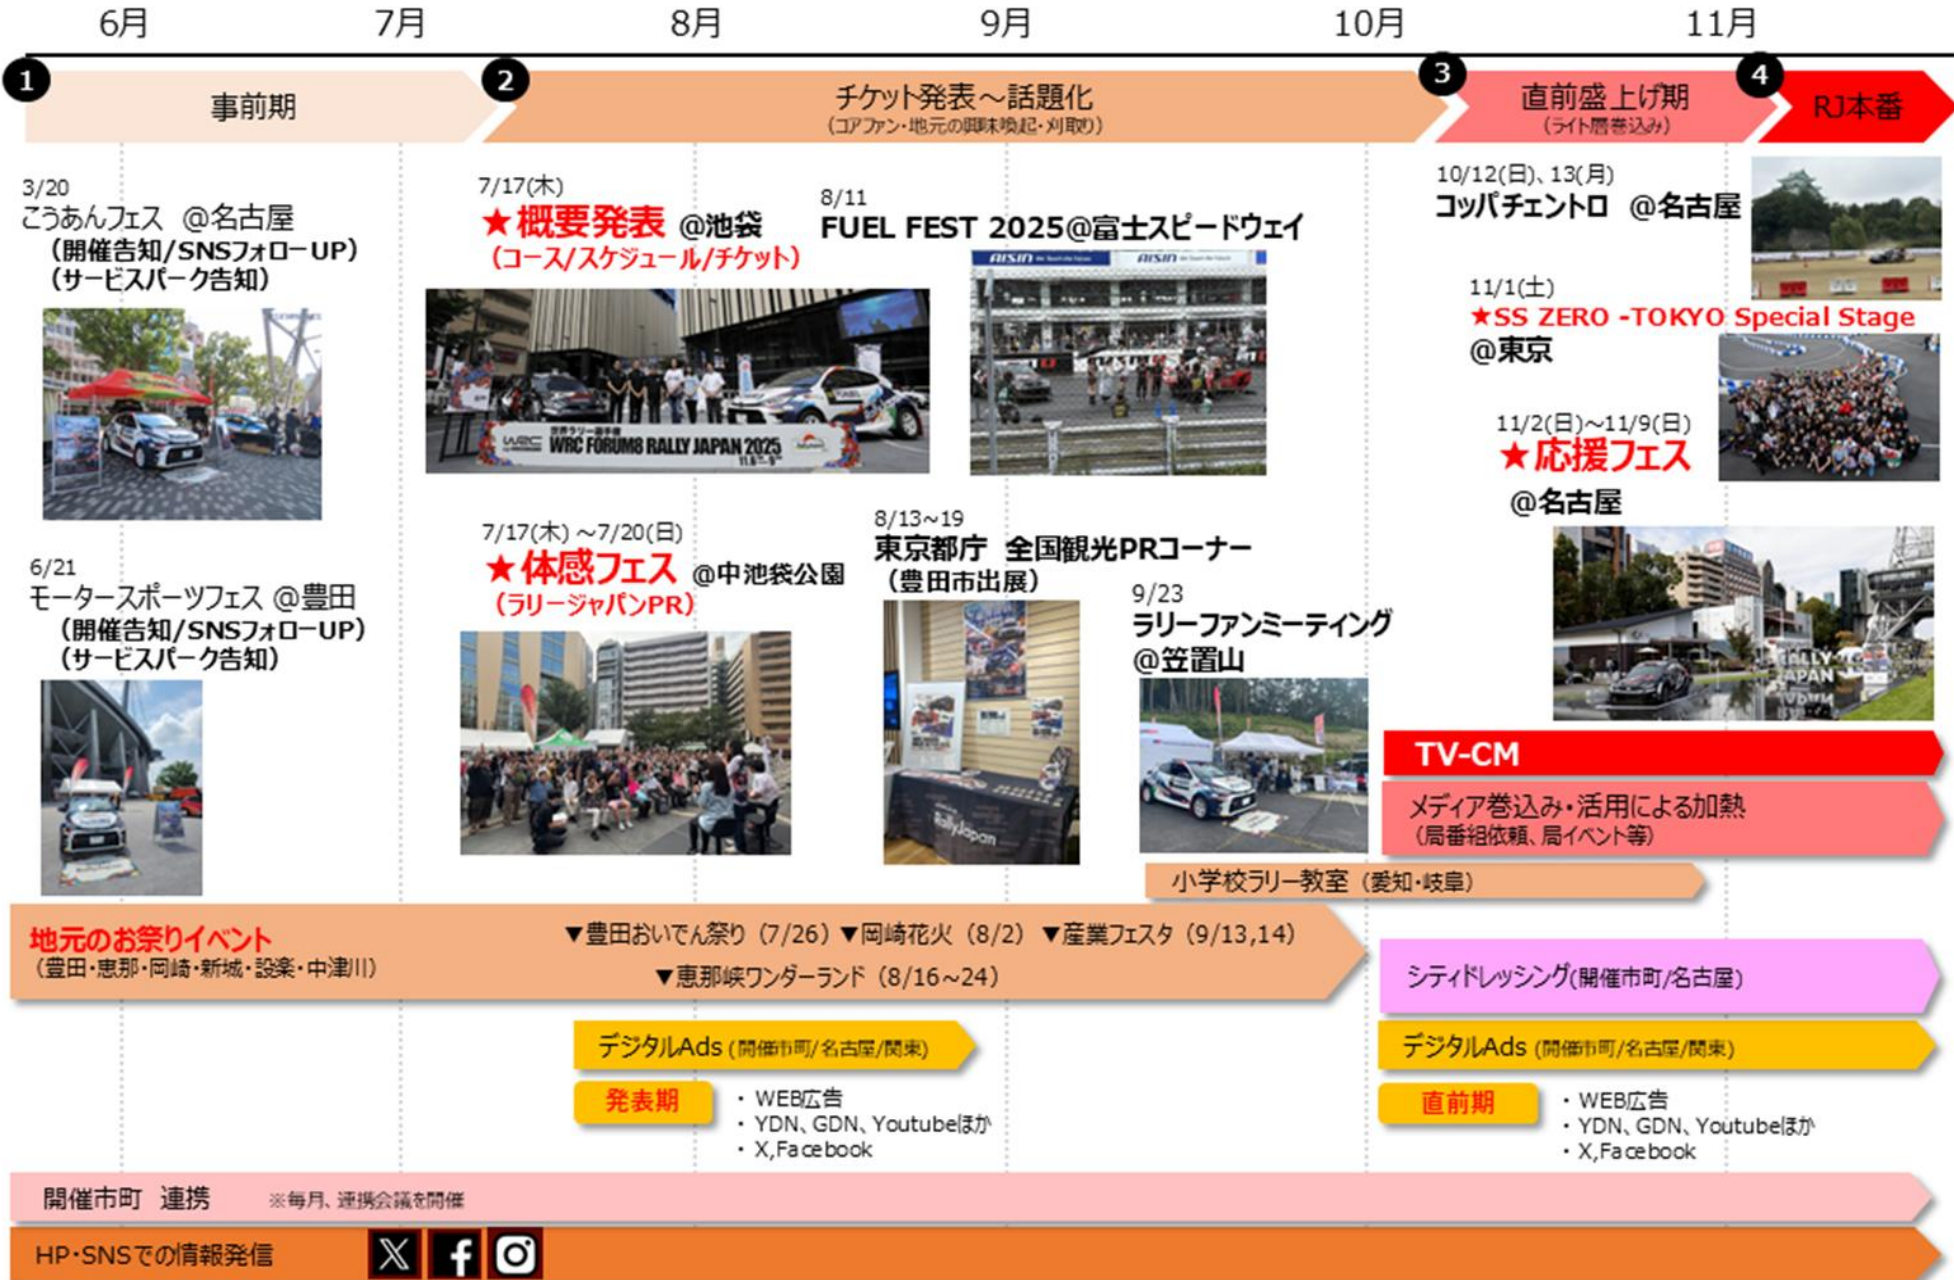 6月 7月 8月 9月 10月 11月
1 事前期
2 チケット発表～話題化
(コアファン・地元の興味喚起・刈取り)
3 直前盛上げ期
(ライト層巻込み)
4 RJ本番
3/20
こうあんフェス @名古屋
(開催告知/SNSフォローUP)
(サービスパーク告知)
6/21
モータースポーツフェス @豊田
(開催告知/SNSフォローUP)
(サービスパーク告知)
7/17(木)
★概要発表 @池袋
(コース/スケジュール/チケット)
世界ラリー選手権
WRC FORUM8 RALLY JAPAN 2025
7/17(木) ~7/20(日)
★体感フェス @中池袋公園
(ラリージャパンPR)
8/11
FUEL FEST 2025@富士スピードウェイ
AISIN
AISIN
8/13~19
東京都庁 全国観光PRコーナー
(豊田市出展)
RallyJapan
9/23
ラリーファンミーティング
@笠置山
10/12(日)、13(月)
コッパチェントロ @名古屋
11/1(土)
★SS ZERO -TOKYO Special Stage
@東京
11/2(日)~11/9(日)
★応援フェス
@名古屋
RALLY
JAPAN
TV-CM
メディア巻込み・活用による加熱
(局番組依頼、局イベント等)
小学校ラリー教室 (愛知・岐阜)
地元のお祭りイベント
(豊田・恵那・岡崎・新城・設楽・中津川)
▼豊田おいでん祭り (7/26) ▼岡崎花火 (8/2) ▼産業フェスタ (9/13,14)
▼恵那峡ワンダーランド (8/16~24)
シティドレッシング(開催市町/名古屋)
デジタルAds (開催市町/名古屋/関東)
発表期
・ WEB広告
・ YDN、GDN、Youtubeほか
・ X,Facebook
デジタルAds (開催市町/名古屋/関東)
直前期
・ WEB広告
・ YDN、GDN、Youtubeほか
・ X,Facebook
開催市町 連携 ※毎月、連携会議を開催
HP・SNSでの情報発信